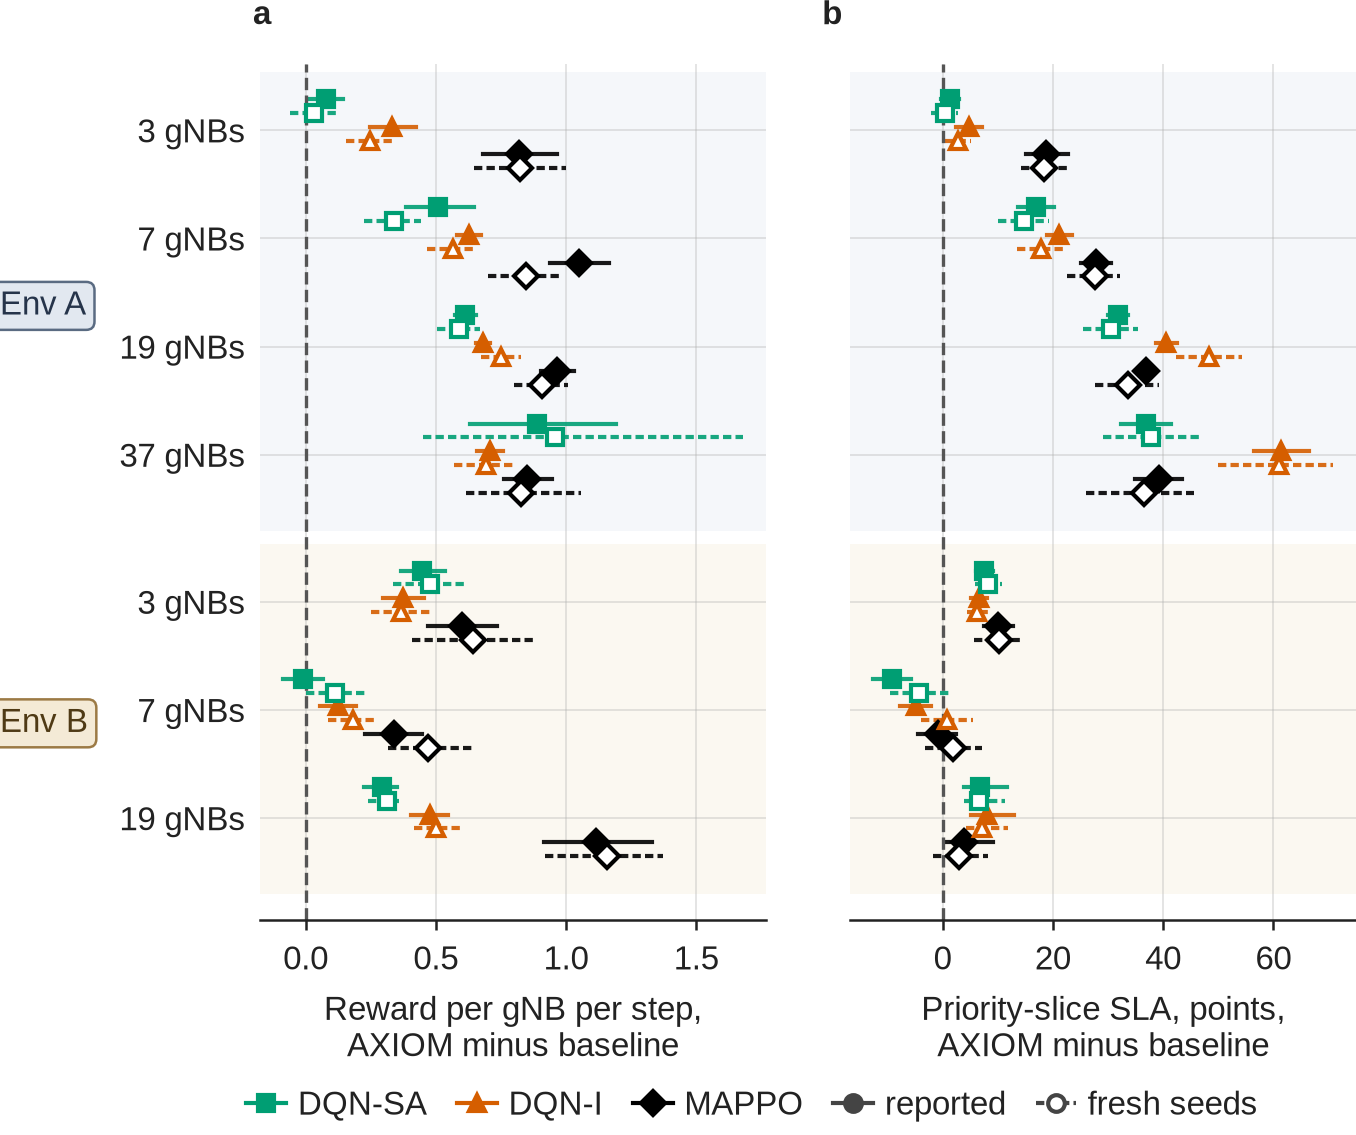 a
b
3 gNBs
7 gNBs
Env A
19 gNBs
37 gNBs
3 gNBs
7 gNBs
Env B
19 gNBs
0.0 0.5 1.0 1.5
0 20 40 60
Reward per gNB per step,
AXIOM minus baseline
Priority-slice SLA, points,
AXIOM minus baseline
DQN-SA DQN-I MAPPO reported fresh seeds